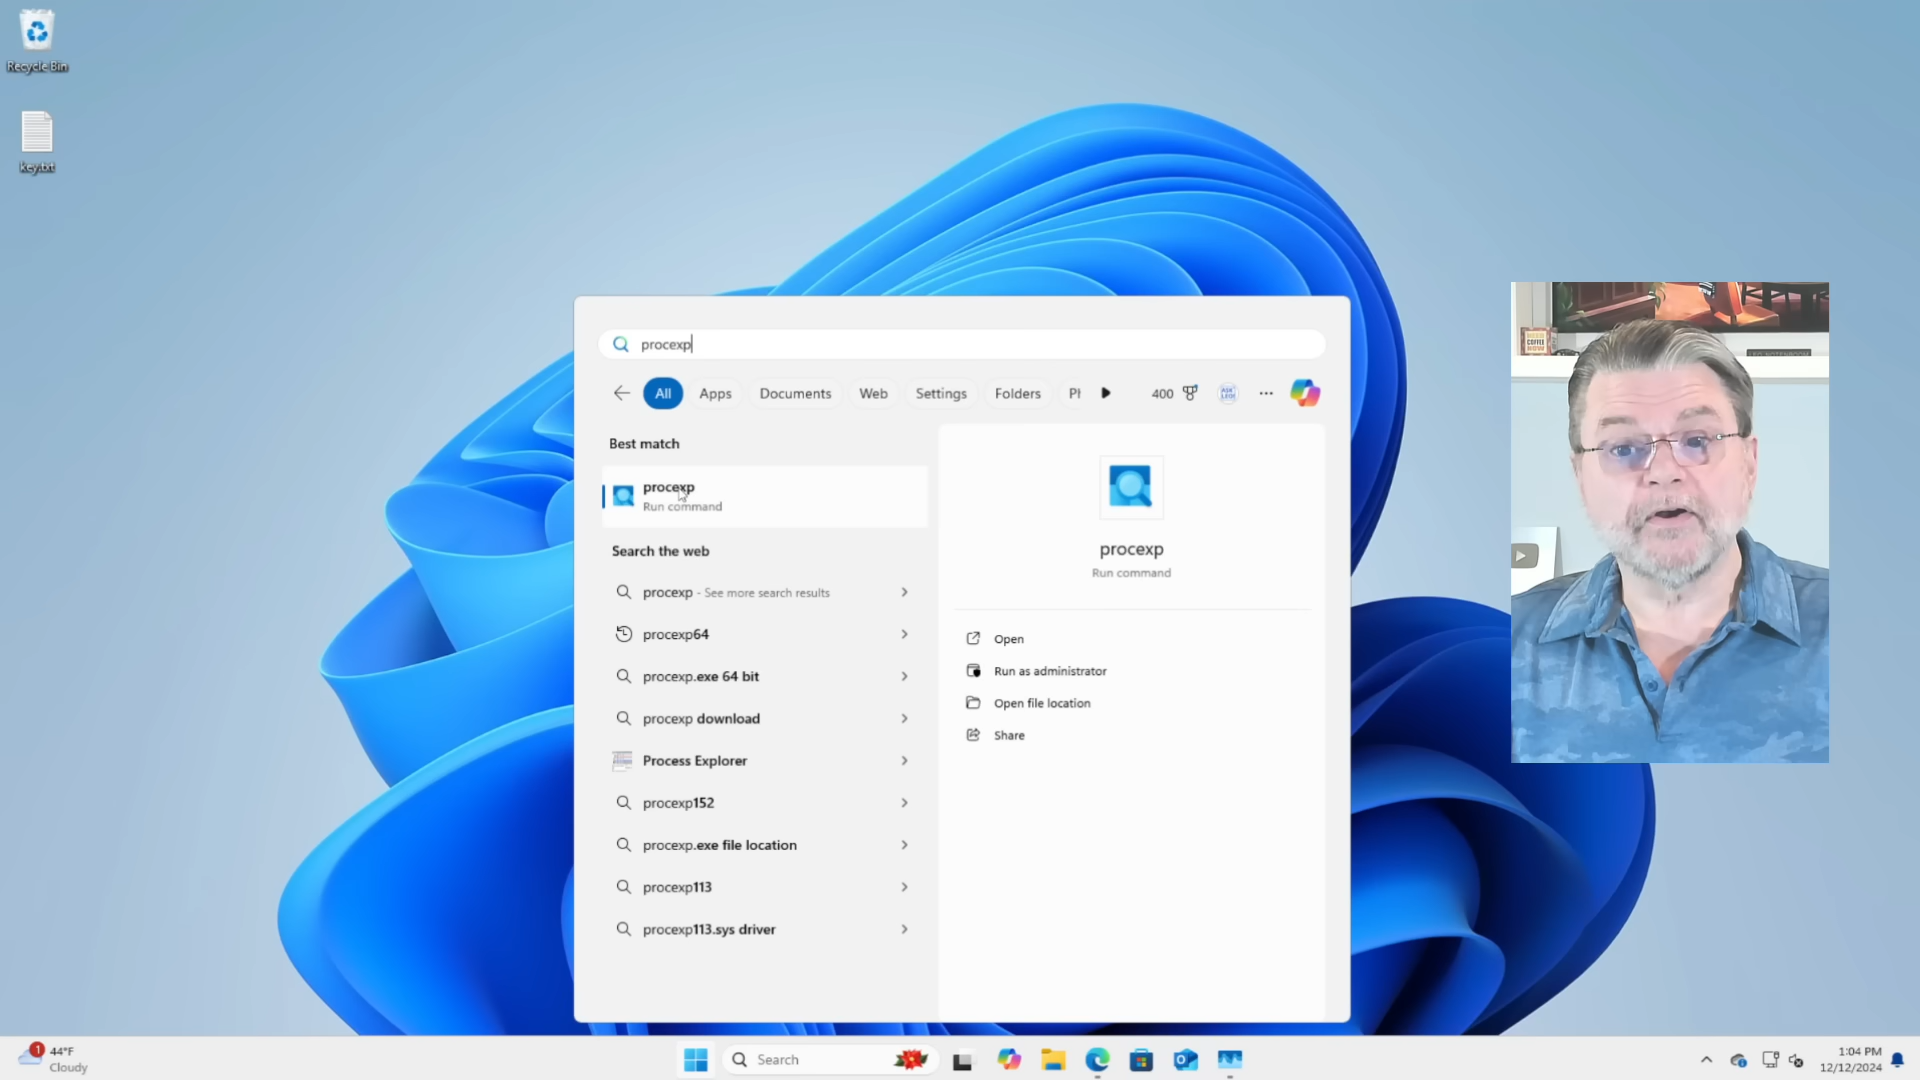 Recycle Bin
key.txt
procexp
All
Apps
Documents
Web
Settings
Folders
400
Best match
procexp
Run command
Search the web
procexp - See more search results
procexp64
procexp.exe 64 bit
procexp download
Process Explorer
procexp152
procexp.exe file location
procexp113
procexp113.sys driver
procexp
Run command
Open
Run as administrator
Open file location
Share
COFFEE
1
44°F
Cloudy
Search
1:04 PM
12/12/2024